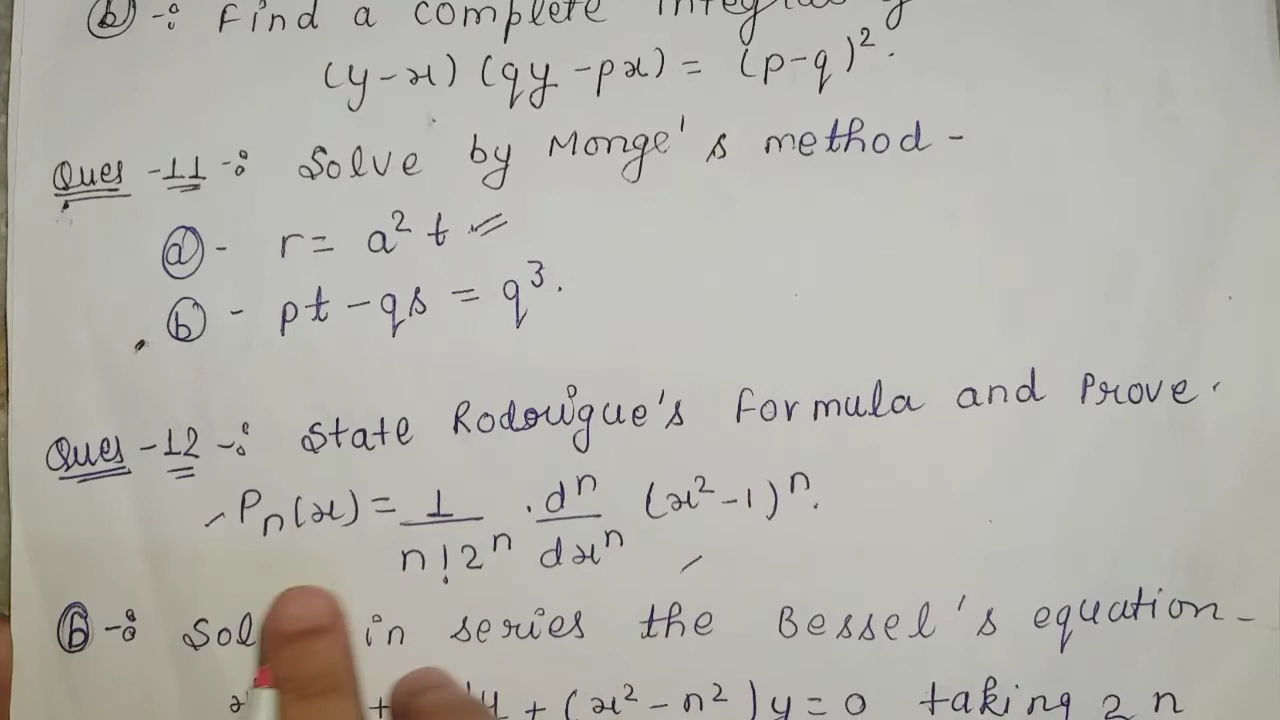 (b) -: Find a complete
(y-x) (qy-px) = (p-q)².
Ques -11 -: Solve by Monge's method -
(a) - r = a² t
(b) - pt - qs = q³.
Ques -12 -: State Rodrigue's formula and Prove.
Pn(x) = 1/(n! 2ⁿ) . dⁿ/dxⁿ (x²-1)ⁿ.
(b) -: in series the Bessel's equation -
+ (x² - n²)y = 0 taking 2n